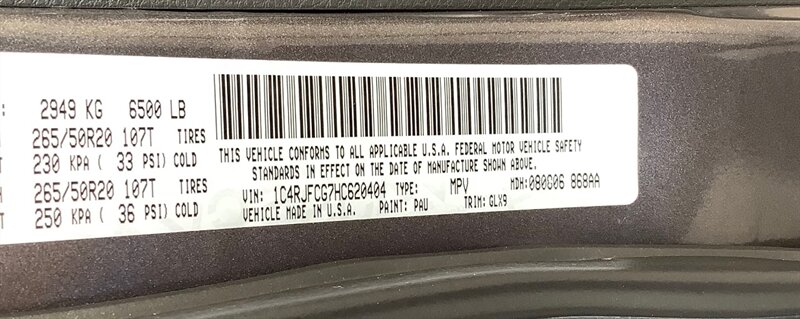 : 2949 KG 6500 LB
265/50R20 107T TIRES
230 KPA ( 33 PSI) COLD
265/50R20 107T TIRES
250 KPA ( 36 PSI) COLD
THIS VEHICLE CONFORMS TO ALL APPLICABLE U.S.A. FEDERAL MOTOR VEHICLE SAFETY
STANDARDS IN EFFECT ON THE DATE OF MANUFACTURE SHOWN ABOVE.
VIN: 1C4RJFCG7HC620404 TYPE: MPV MDH: 080806 868AA
VEHICLE MADE IN U.S.A. PAINT: PAU TRIM: GLX9